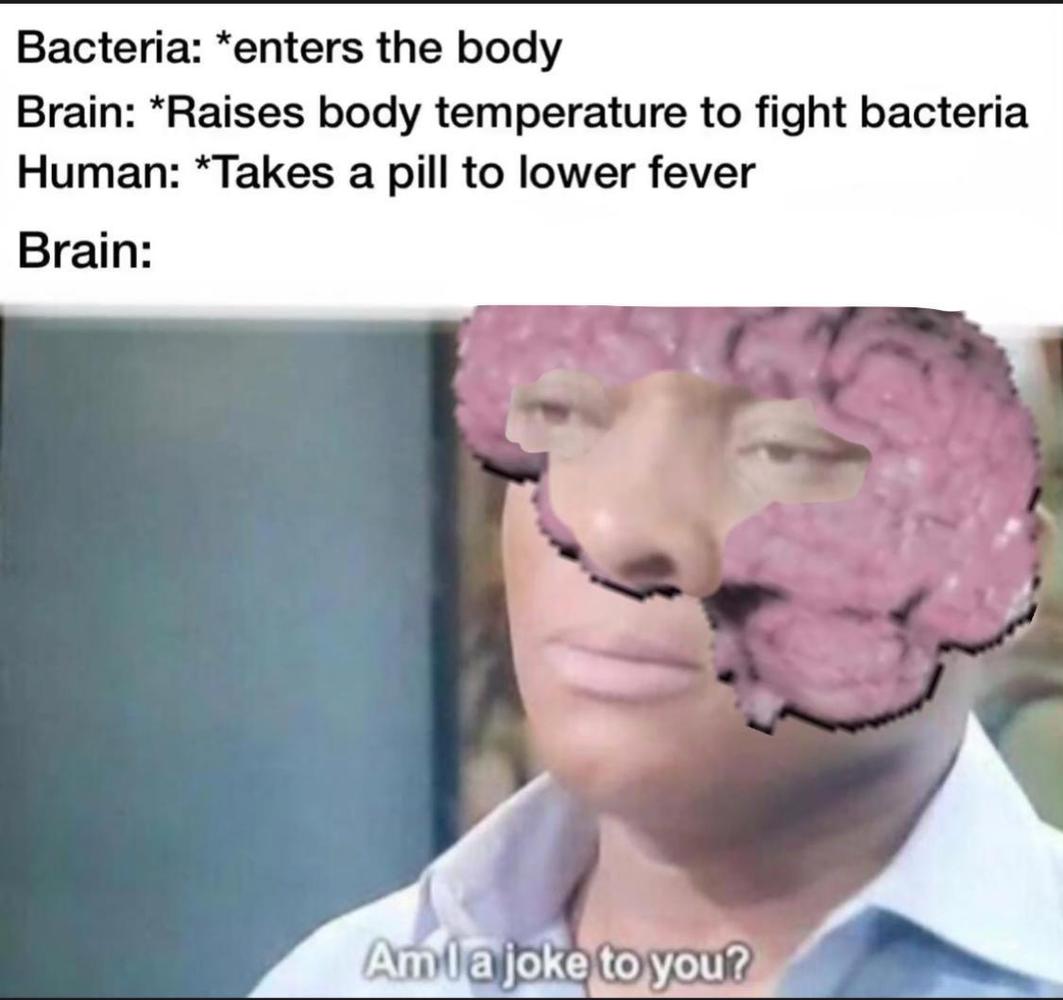 Bacteria: *enters the body
Brain: *Raises body temperature to fight bacteria
Human: *Takes a pill to lower fever
Brain:
Am I a joke to you?